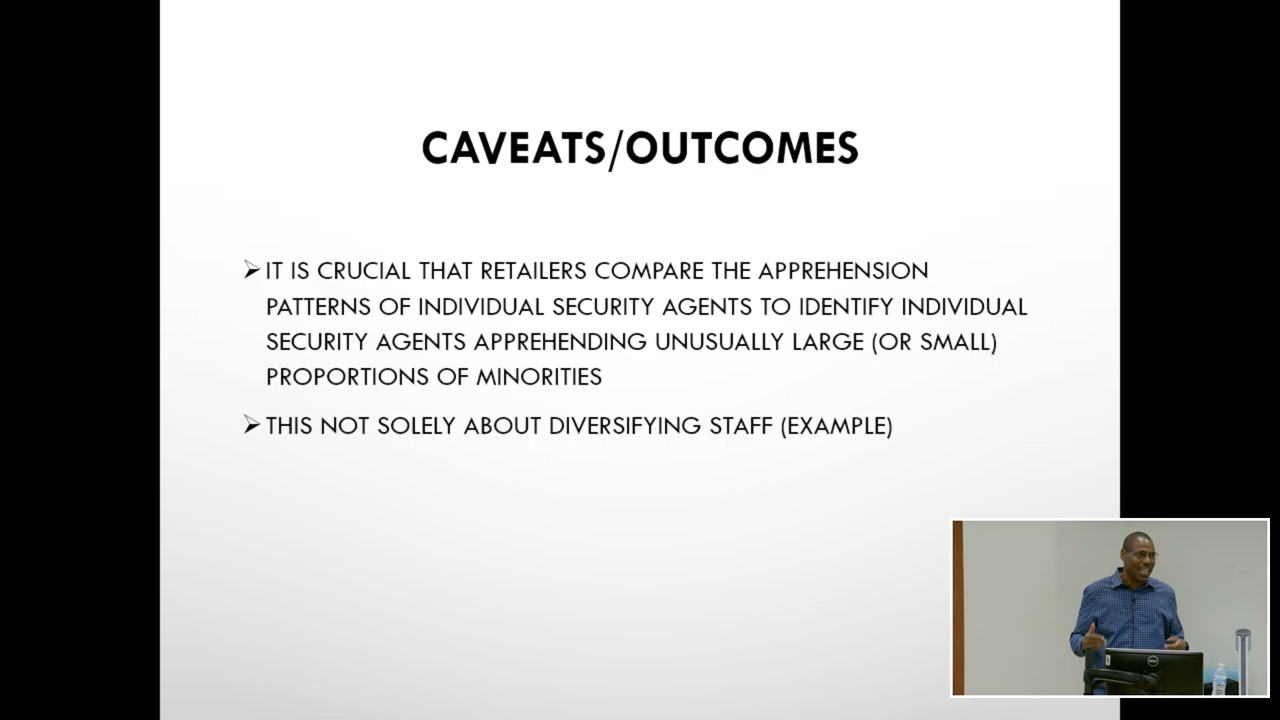 CAVEATS/OUTCOMES
IT IS CRUCIAL THAT RETAILERS COMPARE THE APPREHENSION
PATTERNS OF INDIVIDUAL SECURITY AGENTS TO IDENTIFY INDIVIDUAL
SECURITY AGENTS APPREHENDING UNUSUALLY LARGE (OR SMALL)
PROPORTIONS OF MINORITIES
THIS NOT SOLELY ABOUT DIVERSIFYING STAFF (EXAMPLE)
DELL